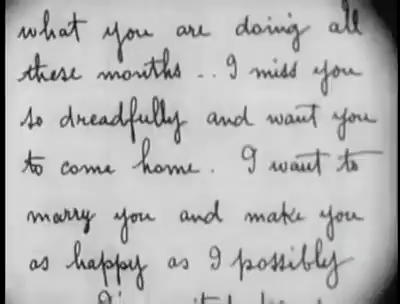 what you are doing all
these months .. I miss you
so dreadfully and want you
to come home. I want to
marry you and make you
as happy as I possibly